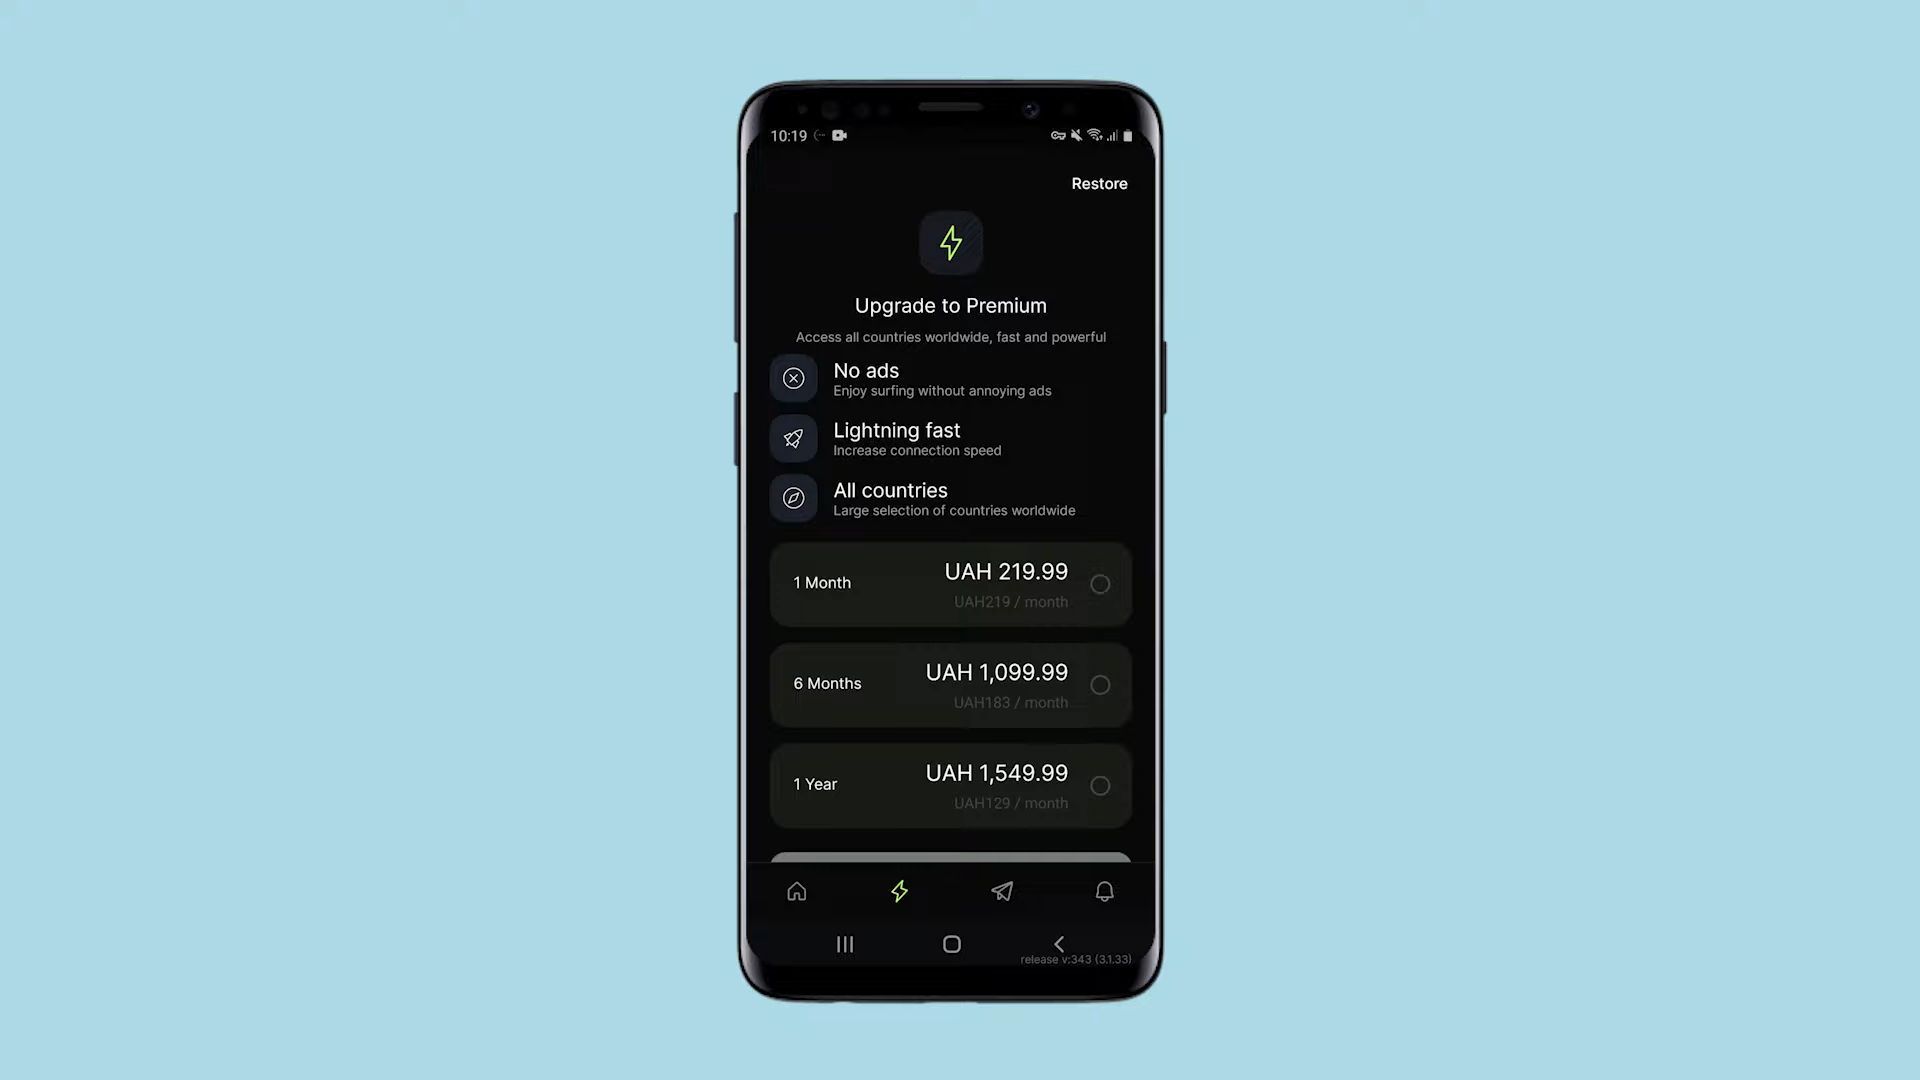 10:19
Restore
Upgrade to Premium
Access all countries worldwide, fast and powerful
No ads
Enjoy surfing without annoying ads
Lightning fast
Increase connection speed
All countries
Large selection of countries worldwide
1 Month
UAH 219.99
UAH219 / month
6 Months
UAH 1,099.99
UAH183 / month
1 Year
UAH 1,549.99
UAH129 / month
release v:343 (3.1.33)